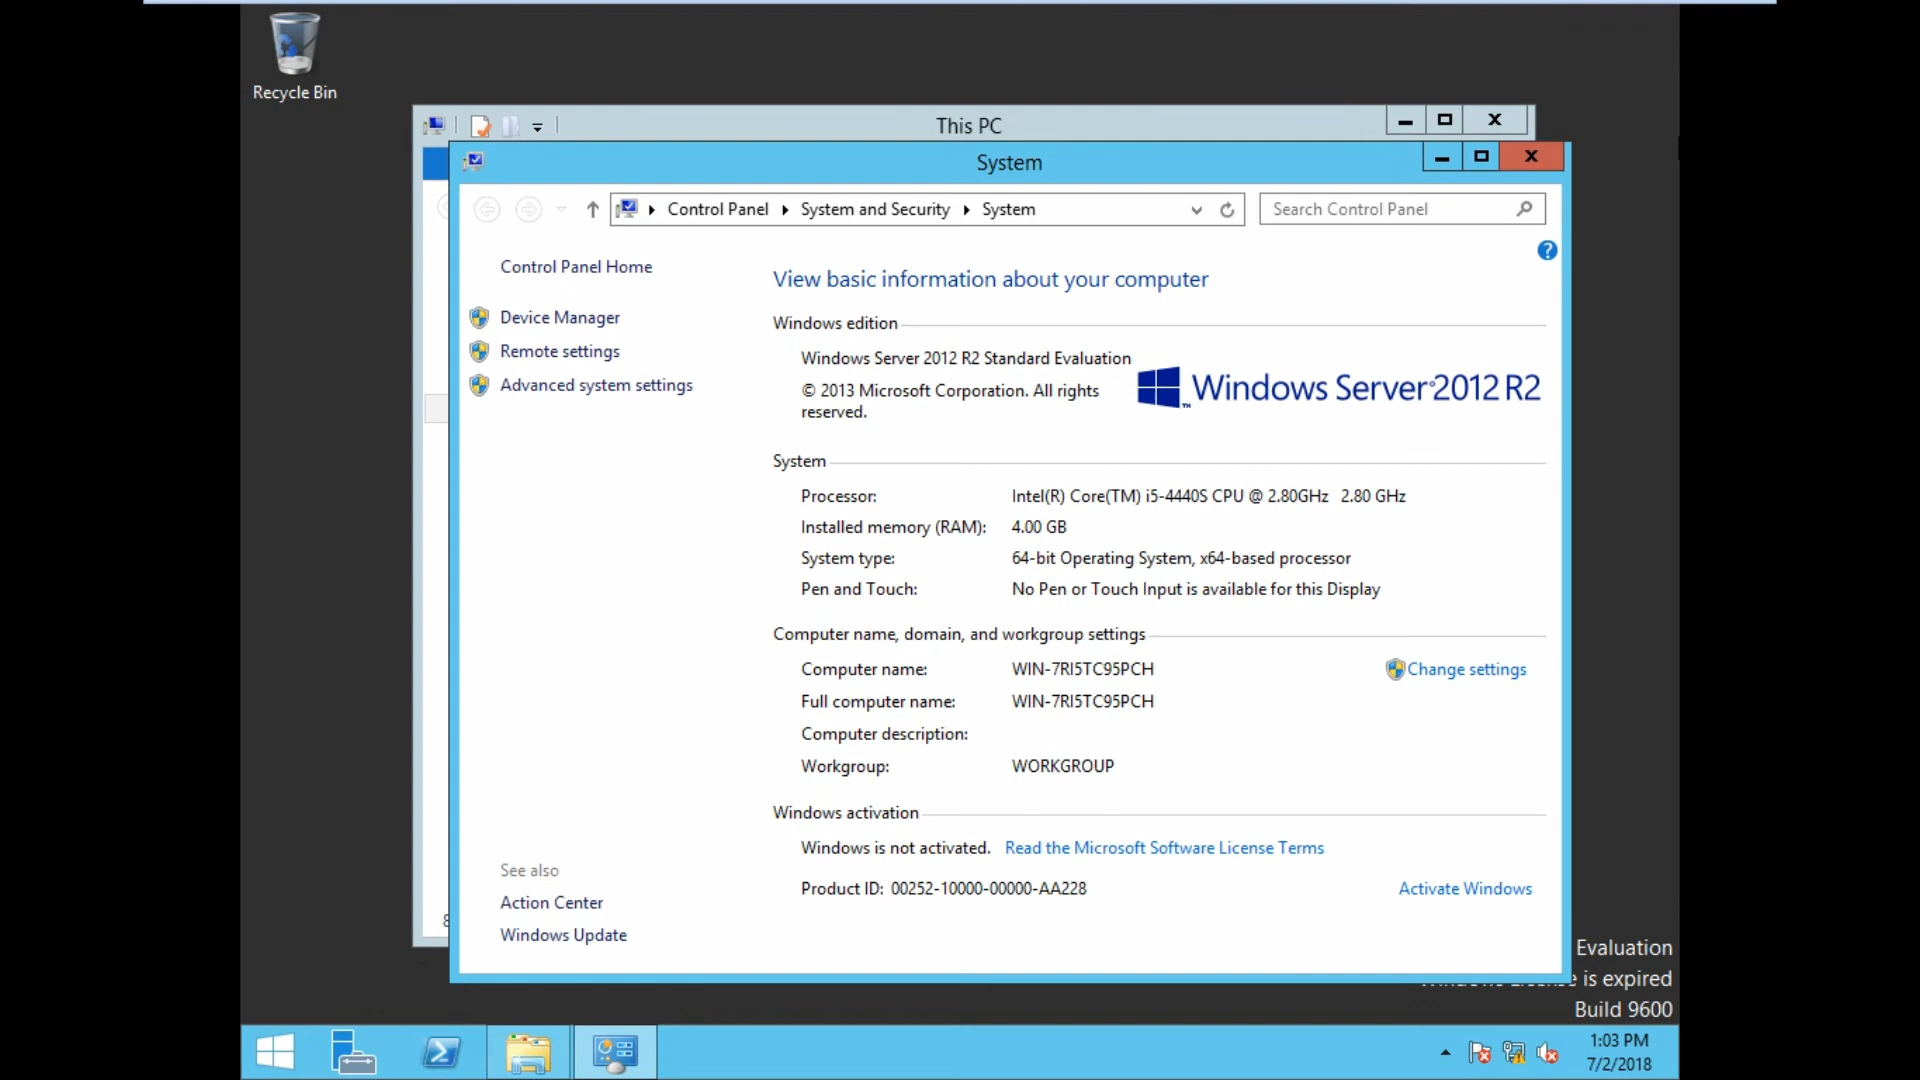 Recycle Bin
This PC
System
Control Panel System and Security System
Search Control Panel
?
Control Panel Home
Device Manager
Remote settings
Advanced system settings
View basic information about your computer
Windows edition
Windows Server 2012 R2 Standard Evaluation
© 2013 Microsoft Corporation. All rights
reserved.
Windows Server 2012 R2
System
Processor: Intel(R) Core(TM) i5-4440S CPU @ 2.80GHz 2.80 GHz
Installed memory (RAM): 4.00 GB
System type: 64-bit Operating System, x64-based processor
Pen and Touch: No Pen or Touch Input is available for this Display
Computer name, domain, and workgroup settings
Computer name: WIN-7RI5TC95PCH
Change settings
Full computer name: WIN-7RI5TC95PCH
Computer description:
Workgroup: WORKGROUP
Windows activation
Windows is not activated. Read the Microsoft Software License Terms
Product ID: 00252-10000-00000-AA228
Activate Windows
See also
Action Center
Windows Update
Evaluation
is expired
Build 9600
1:03 PM
7/2/2018